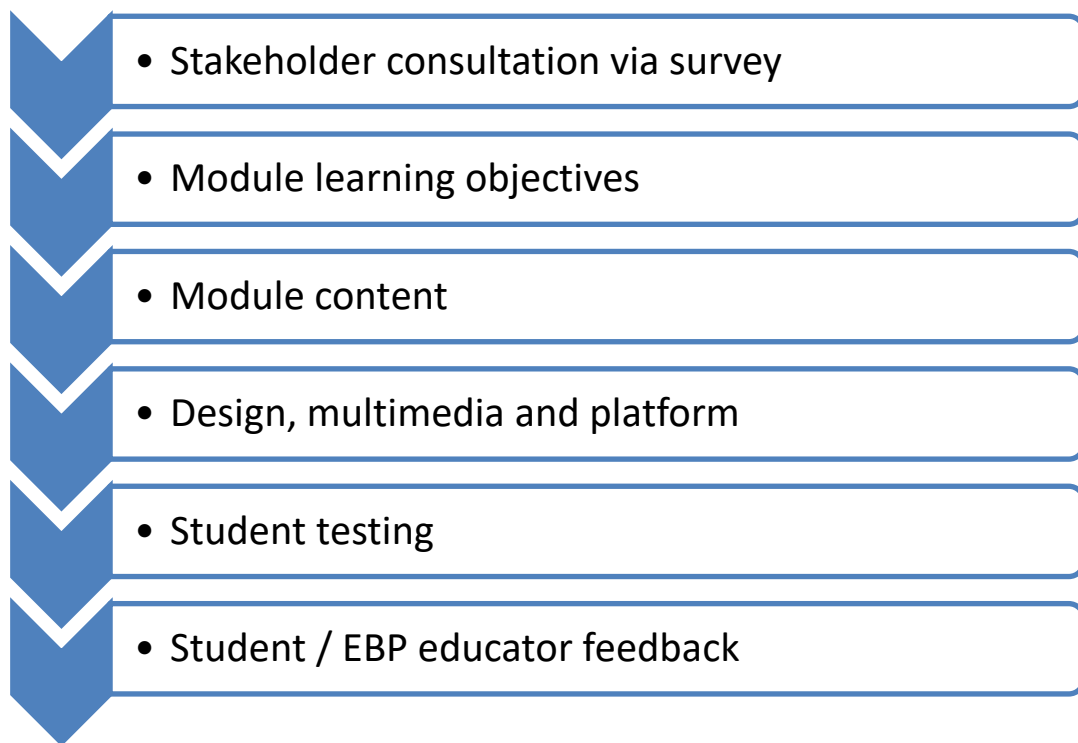 • Stakeholder consultation via survey
• Module learning objectives
• Module content
• Design, multimedia and platform
• Student testing
• Student / EBP educator feedback